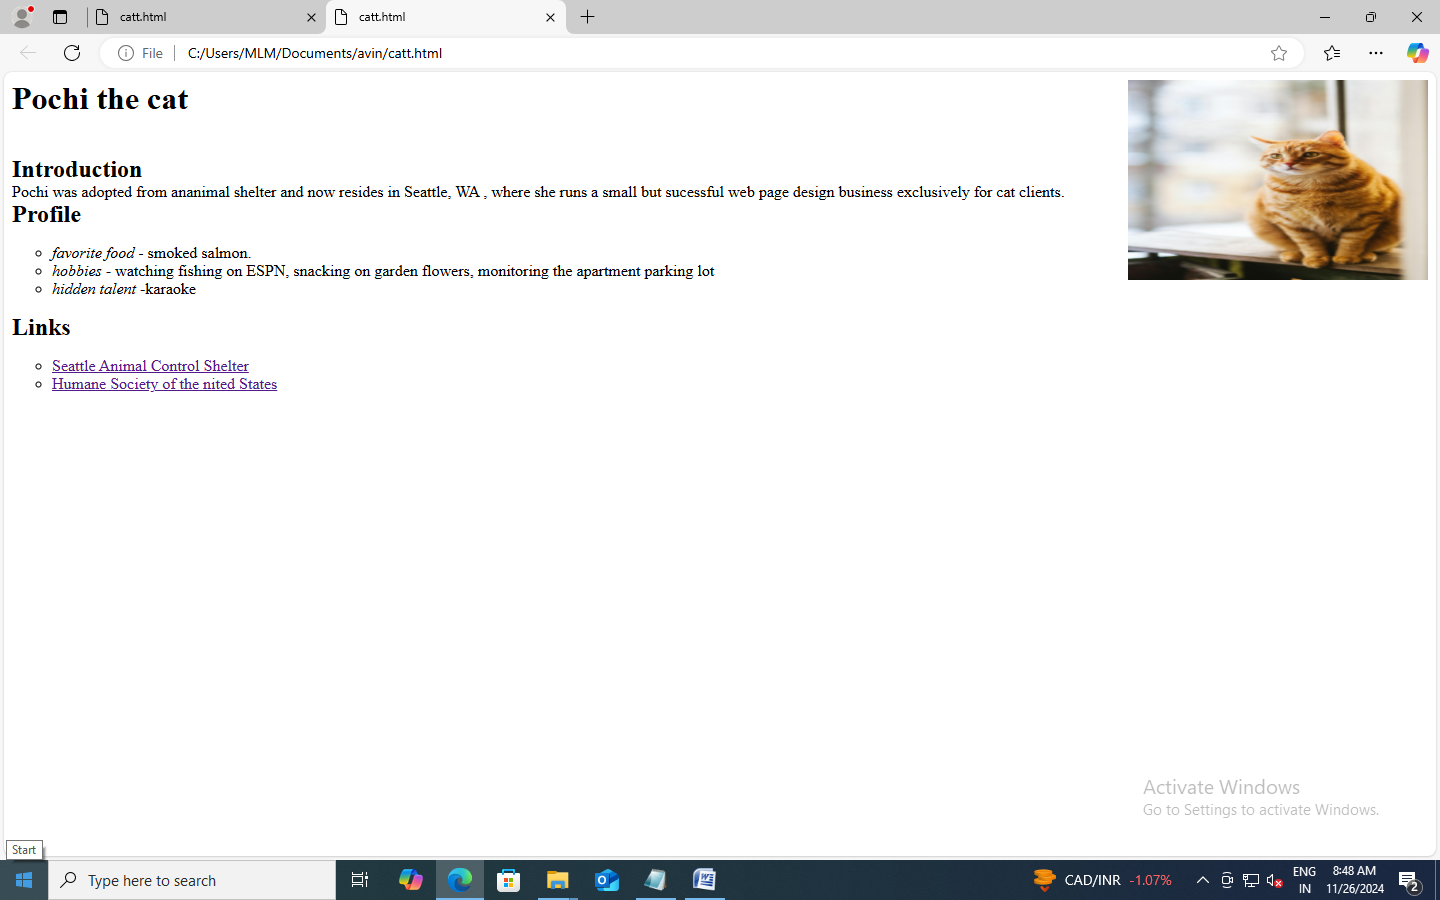 catt.html
catt.html
File
C:/Users/MLM/Documents/avin/catt.html
Pochi the cat
Introduction
Pochi was adopted from ananimal shelter and now resides in Seattle, WA , where she runs a small but sucessful web page design business exclusively for cat clients.
Profile
favorite food - smoked salmon.
hobbies - watching fishing on ESPN, snacking on garden flowers, monitoring the apartment parking lot
hidden talent -karaoke
Links
Seattle Animal Control Shelter
Humane Society of the nited States
Activate Windows
Go to Settings to activate Windows.
Start
Type here to search
CAD/INR -1.07%
ENG
IN
8:48 AM
11/26/2024
2